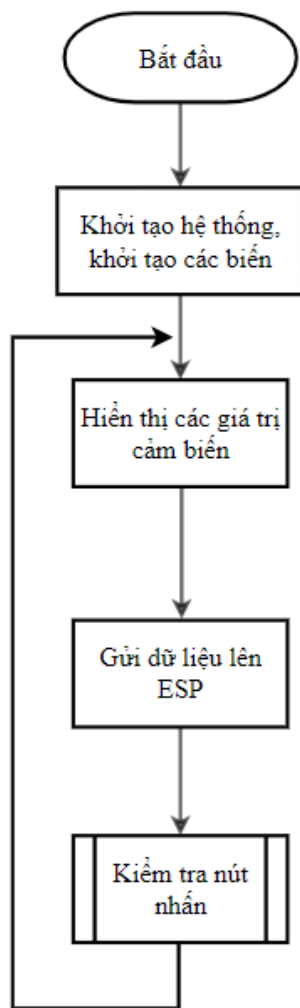 Bắt đầu
Khởi tạo hệ thống,
khởi tạo các biến
Hiển thị các giá trị
cảm biến
Gửi dữ liệu lên
ESP
Kiểm tra nút
nhấn